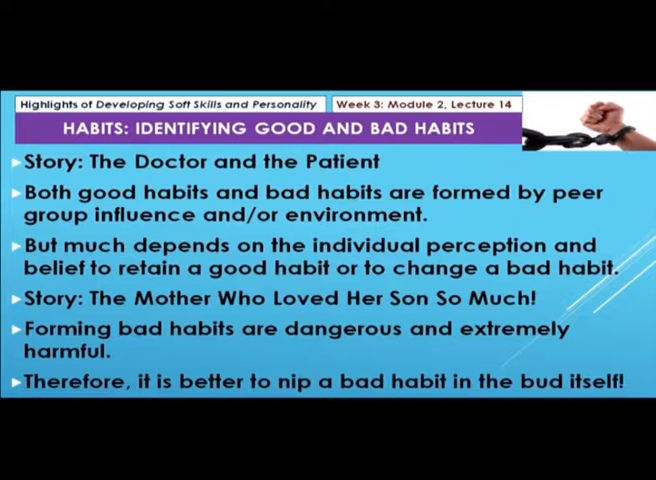 Highlights of Developing Soft Skills and Personality
Week 3: Module 2, Lecture 14
HABITS: IDENTIFYING GOOD AND BAD HABITS
Story: The Doctor and the Patient
Both good habits and bad habits are formed by peer
group influence and/or environment.
But much depends on the individual perception and
belief to retain a good habit or to change a bad habit.
Story: The Mother Who Loved Her Son So Much!
Forming bad habits are dangerous and extremely
harmful.
Therefore, it is better to nip a bad habit in the bud itself!